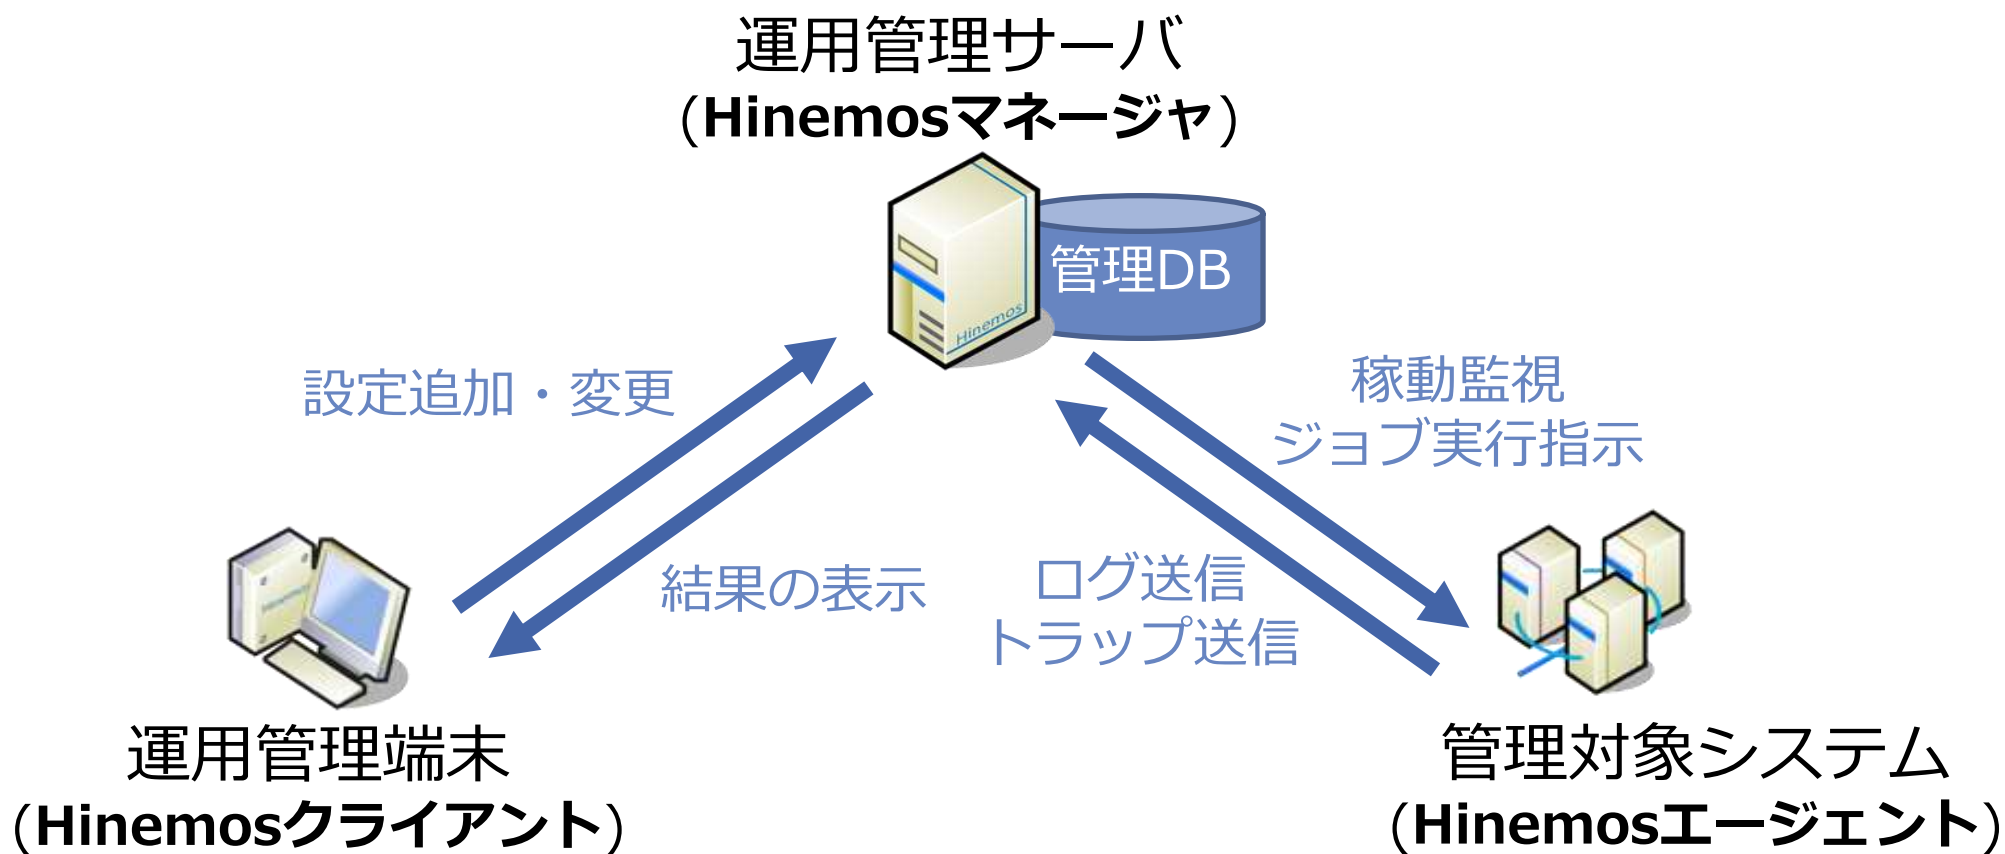 運用管理サーバ
(Hinemosマネージャ)
管理DB
Hinemos
設定追加・変更
稼動監視
ジョブ実行指示
結果の表示
ログ送信
トラップ送信
運用管理端末
(Hinemosクライアント)
管理対象システム
(Hinemosエージェント)